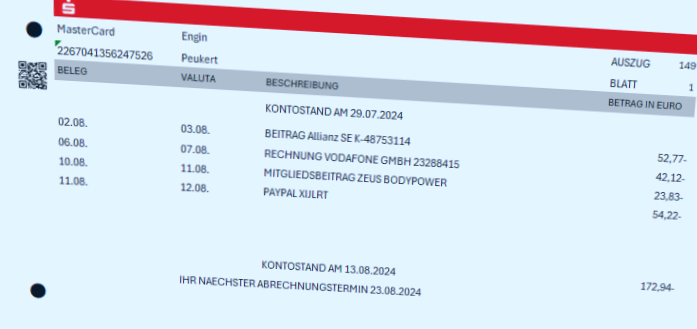 MasterCard Engin
2267041356247526 Peukert AUSZUG 149
BLATT 1
BELEG VALUTA BESCHREIBUNG BETRAG IN EURO
KONTOSTAND AM 29.07.2024
02.08. 03.08. BEITRAG Allianz SE K-48753114 52,77-
06.08. 07.08. RECHNUNG VODAFONE GMBH 23288415 42,12-
10.08. 11.08. MITGLIEDSBEITRAG ZEUS BODYPOWER 23,83-
11.08. 12.08. PAYPAL XIJLRT 54,22-
KONTOSTAND AM 13.08.2024 172,94-
IHR NAECHSTER ABRECHNUNGSTERMIN 23.08.2024